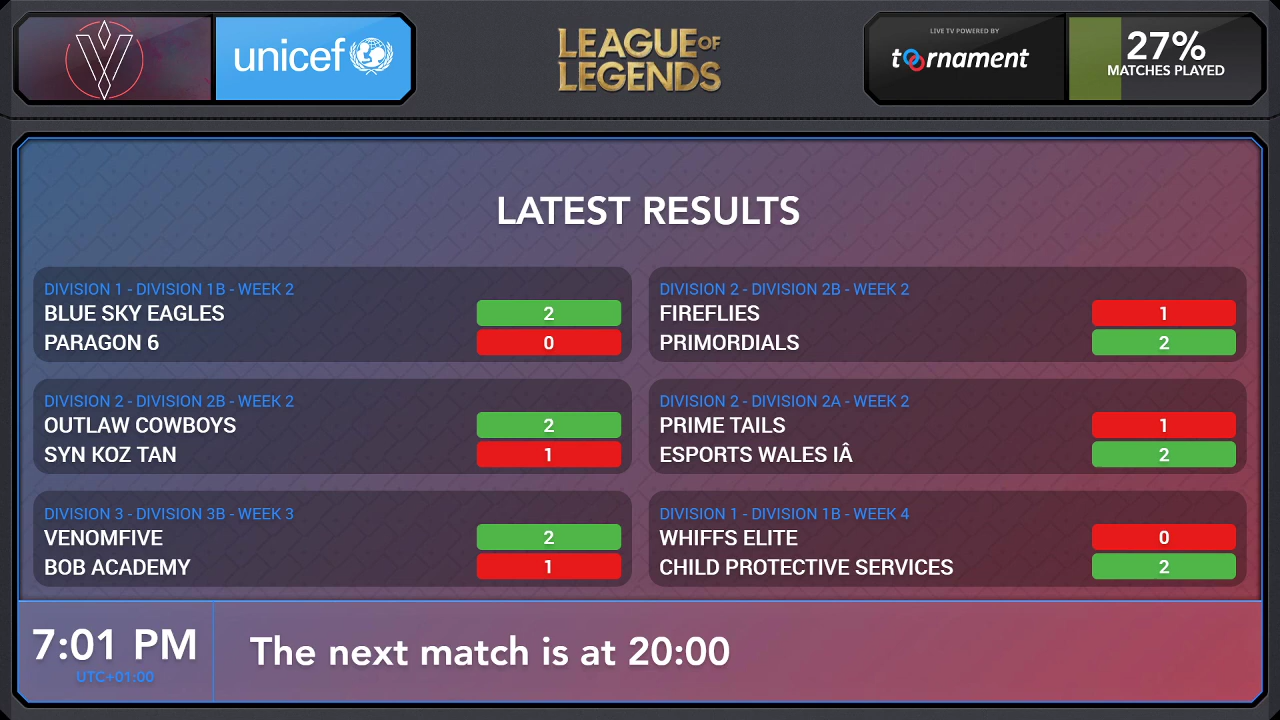 unicef
LEAGUE OF
LEGENDS
LIVE TV POWERED BY
toornament
27%
MATCHES PLAYED
LATEST RESULTS
DIVISION 1 - DIVISION 1B - WEEK 2
BLUE SKY EAGLES 2
PARAGON 6 0
DIVISION 2 - DIVISION 2B - WEEK 2
FIREFLIES 1
PRIMORDIALS 2
DIVISION 2 - DIVISION 2B - WEEK 2
OUTLAW COWBOYS 2
SYN KOZ TAN 1
DIVISION 2 - DIVISION 2A - WEEK 2
PRIME TAILS 1
ESPORTS WALES IÂ 2
DIVISION 3 - DIVISION 3B - WEEK 3
VENOMFIVE 2
BOB ACADEMY 1
DIVISION 1 - DIVISION 1B - WEEK 4
WHIFFS ELITE 0
CHILD PROTECTIVE SERVICES 2
7:01 PM
UTC+01:00
The next match is at 20:00